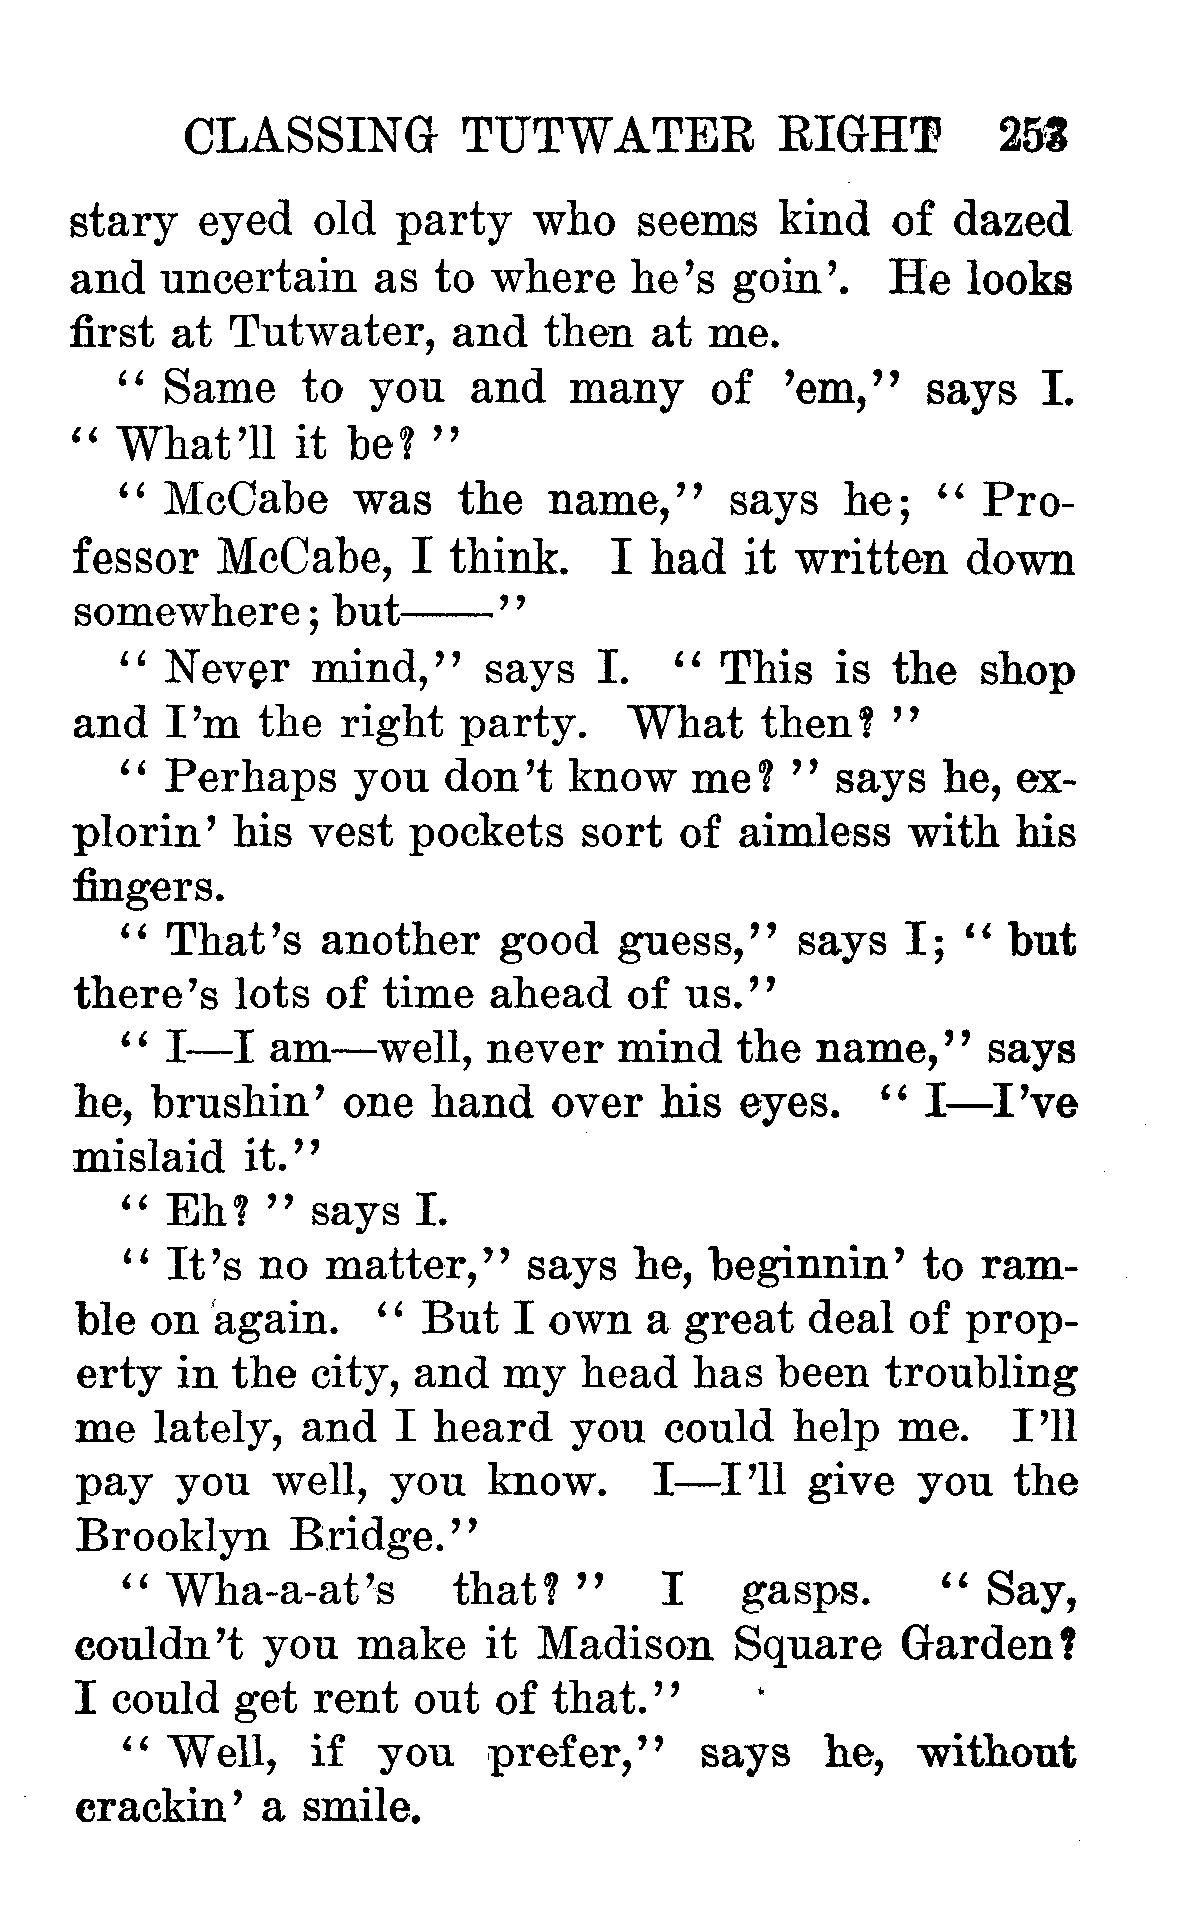 CLASSING TUTWATER RIGHT 253
stary eyed old party who seems kind of dazed
and uncertain as to where he's goin'. He looks
first at Tutwater, and then at me.
" Same to you and many of 'em," says I.
" What'll it be? "
" McCabe was the name," says he; " Pro-
fessor McCabe, I think. I had it written down
somewhere; but——"
" Never mind," says I. " This is the shop
and I'm the right party. What then? "
" Perhaps you don't know me? " says he, ex-
plorin' his vest pockets sort of aimless with his
fingers.
" That's another good guess," says I; " but
there's lots of time ahead of us."
" I—I am—well, never mind the name," says
he, brushin' one hand over his eyes. " I—I've
mislaid it."
" Eh? " says I.
" It's no matter," says he, beginnin' to ram-
ble on again. " But I own a great deal of prop-
erty in the city, and my head has been troubling
me lately, and I heard you could help me. I'll
pay you well, you know. I—I'll give you the
Brooklyn Bridge."
" Wha-a-at's that? " I gasps. " Say,
couldn't you make it Madison Square Garden?
I could get rent out of that."
" Well, if you prefer," says he, without
crackin' a smile.